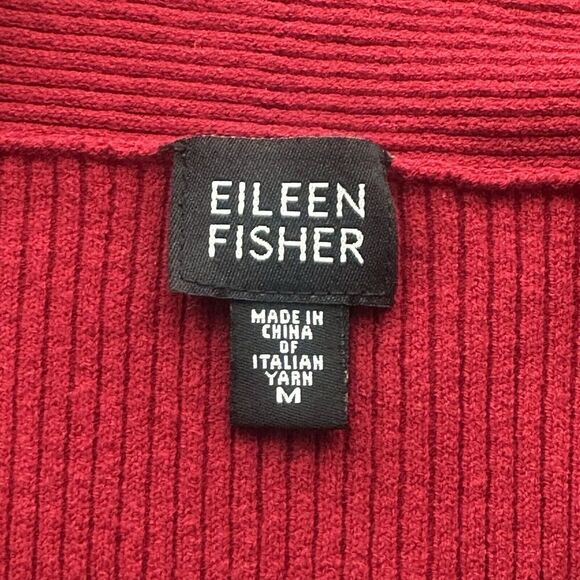 EILEEN
FISHER
MADE IN
CHINA
OF
ITALIAN
YARN
M